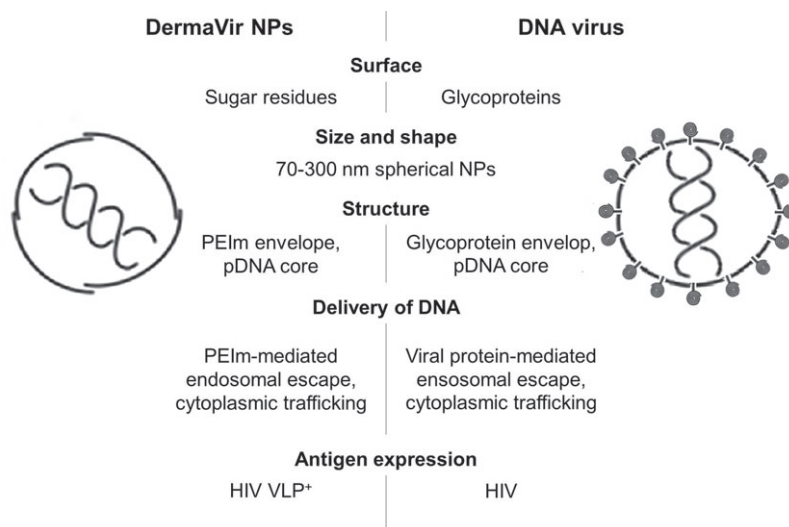 DermaVir NPs
DNA virus
Surface
Sugar residues
Glycoproteins
Size and shape
70-300 nm spherical NPs
Structure
PEIm envelope,
pDNA core
Glycoprotein envelop,
pDNA core
Delivery of DNA
PEIm-mediated
endosomal escape,
cytoplasmic trafficking
Viral protein-mediated
ensosomal escape,
cytoplasmic trafficking
Antigen expression
HIV VLP⁺
HIV